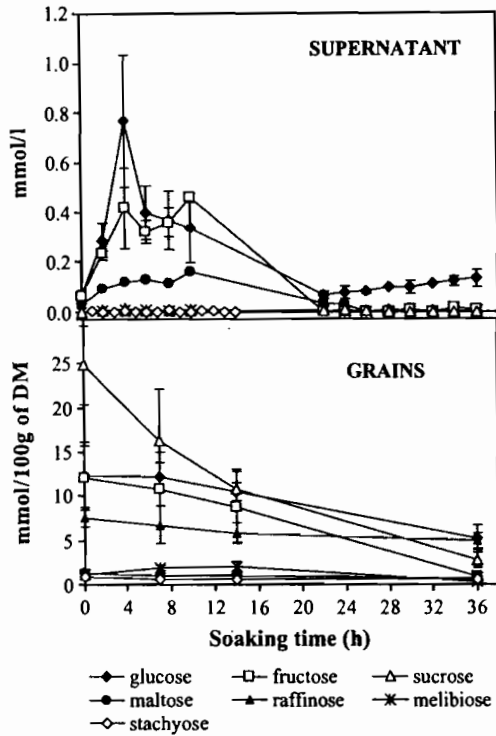 1.2
SUPERNATANT
1.0
0.8
0.6
0.4
0.2
0.0
mmol/l
GRAINS
25
20
15
10
5
0
mmol/100g of DM
0 4 8 12 16 20 24 28 32 36
Soaking time (h)
glucose fructose sucrose
maltose raffinose melibiose
stachyose